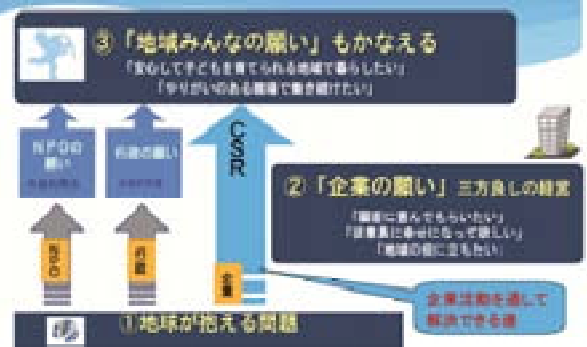 ③「地域みんなの願い」もかなえる
「安心して子どもを育てられる地域で暮らしたい」
「やりがいのある職場で働き続けたい」
NPOの
願い
行政の願い
CSR
②「企業の願い」三方良しの経営
「顧客に喜んでもらいたい」
「従業員に幸せになって欲しい」
「地域の役に立ちたい」
NPO
行政
企業
企業活動を通して
解決できる道
①地球が抱える問題